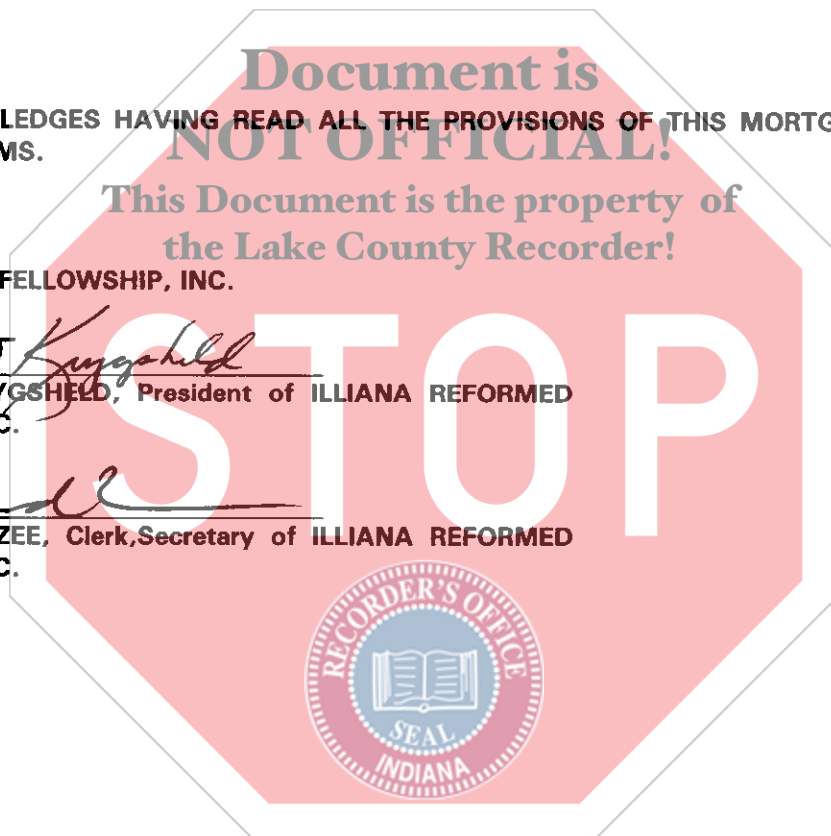 Document is
LEDGES HAVING READ ALL THE PROVISIONS OF THIS MORTG
MS.
NOT OFFICIAL!
This Document is the property of
the Lake County Recorder!
FELLOWSHIP, INC.
STOP
Kuygsheld
YGSHELD, President of ILLIANA REFORMED
C.
ZEE, Clerk,Secretary of ILLIANA REFORMED
C.
RECORDER'S OFFICE
SEAL
INDIANA